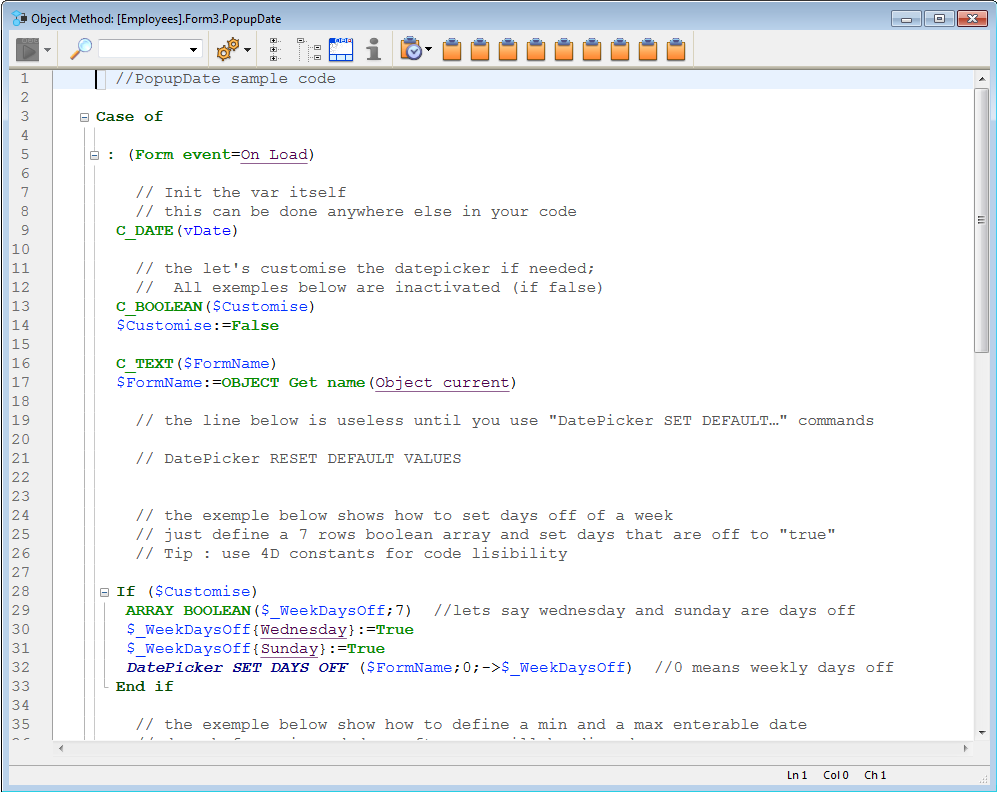 Object Method: [Employees].Form3.PopupDate
1 //PopupDate sample code
2
3 Case of
4
5 : (Form event=On Load)
6
7 // Init the var itself
8 // this can be done anywhere else in your code
9 C_DATE(vDate)
10
11 // the let's customise the datepicker if needed;
12 //  All exemples below are inactivated (if false)
13 C_BOOLEAN($Customise)
14 $Customise:=False
15
16 C_TEXT($FormName)
17 $FormName:=OBJECT Get name(Object current)
18
19 // the line below is useless until you use "DatePicker SET DEFAULT…" commands
20
21 // DatePicker RESET DEFAULT VALUES
22
23
24 // the exemple below shows how to set days off of a week
25 // just define a 7 rows boolean array and set days that are off to "true"
26 // Tip : use 4D constants for code lisibility
27
28 If ($Customise)
29 ARRAY BOOLEAN($_WeekDaysOff;7)  //lets say wednesday and sunday are days off
30 $_WeekDaysOff{Wednesday}:=True
31 $_WeekDaysOff{Sunday}:=True
32 DatePicker SET DAYS OFF ($FormName;0;->$_WeekDaysOff)  //0 means weekly days off
33 End if
34
35 // the exemple below show how to define a min and a max enterable date
Ln 1 Col 0 Ch 1